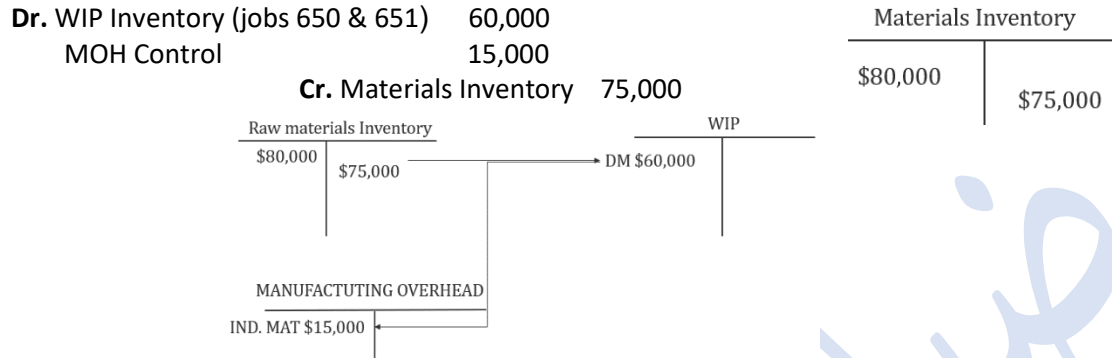 Dr. WIP Inventory (jobs 650 & 651) 60,000
MOH Control 15,000
Cr. Materials Inventory 75,000
Materials Inventory
$80,000
$75,000
Raw materials Inventory
$80,000
$75,000
WIP
DM $60,000
MANUFACTUTING OVERHEAD
IND. MAT $15,000